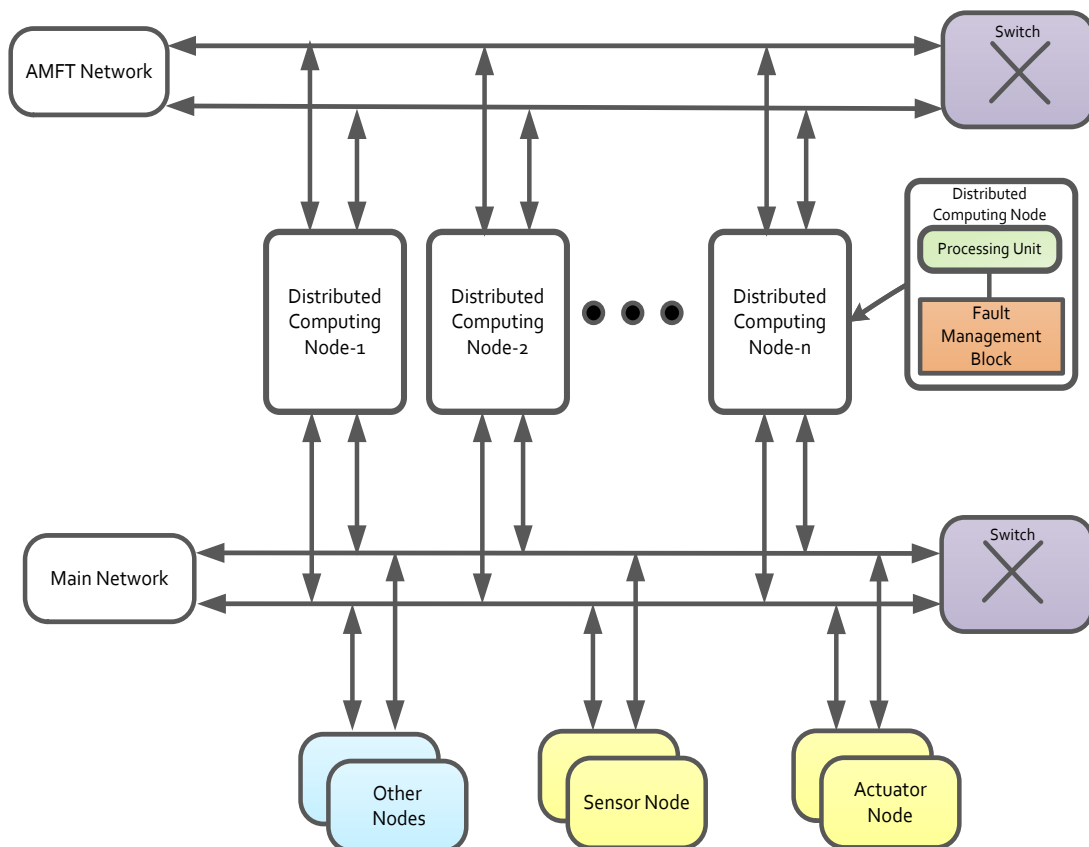 Switch
AMFT Network
Distributed
Computing Node
Processing Unit
Fault
Management
Block
Distributed
Computing
Node-1
Distributed
Computing
Node-2
Distributed
Computing
Node-n
Switch
Main Network
Other
Nodes
Sensor Node
Actuator
Node